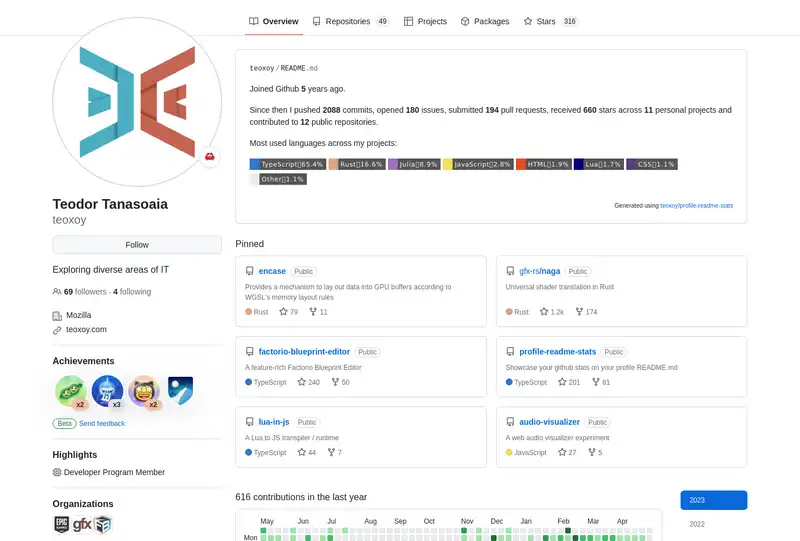 Overview
Repositories 49
Projects
Packages
Stars 316
teoxoy/README.md
Joined Github 5 years ago.
Since then I pushed 2088 commits, opened 180 issues, submitted 194 pull requests, received 660 stars across 11 personal projects and
contributed to 12 public repositories.
Most used languages across my projects:
TypeScript 65.4% Rust 16.6% Julia 8.9% JavaScript 2.8% HTML 1.9% Lua 1.7% CSS 1.1%
Other 1.1%
Generated using teoxoy/profile-readme-stats
Teodor Tanasoaia
teoxoy
Follow
Exploring diverse areas of IT
69 followers · 4 following
Mozilla
teoxoy.com
Achievements
x2 x3 x2
Beta Send feedback
Highlights
Developer Program Member
Organizations
EPIC GAMES gfx
Pinned
encase Public
Provides a mechanism to lay out data into GPU buffers according to
WGSL's memory layout rules
Rust 79 11
gfx-rs/naga Public
Universal shader translation in Rust
Rust 1.2k 174
factorio-blueprint-editor Public
A feature-rich Factorio Blueprint Editor
TypeScript 240 50
profile-readme-stats Public
Showcase your github stats on your profile README.md
TypeScript 201 81
lua-in-js Public
A Lua to JS transpiler / runtime
TypeScript 44 7
audio-visualizer Public
A web audio visualizer experiment
JavaScript 27 5
616 contributions in the last year
May Jun Jul Aug Sep Oct Nov Dec Jan Feb Mar Apr
Mon
2023
2022